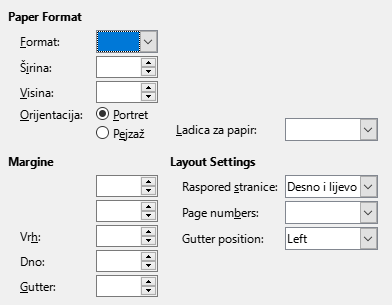 Paper Format
Format:
Širina:
Visina:
Orijentacija: Portret
Pejzaž
Ladica za papir:
Margine
Layout Settings
Raspored stranice: Desno i lijevo
Page numbers:
Vrh:
Gutter position: Left
Dno:
Gutter: